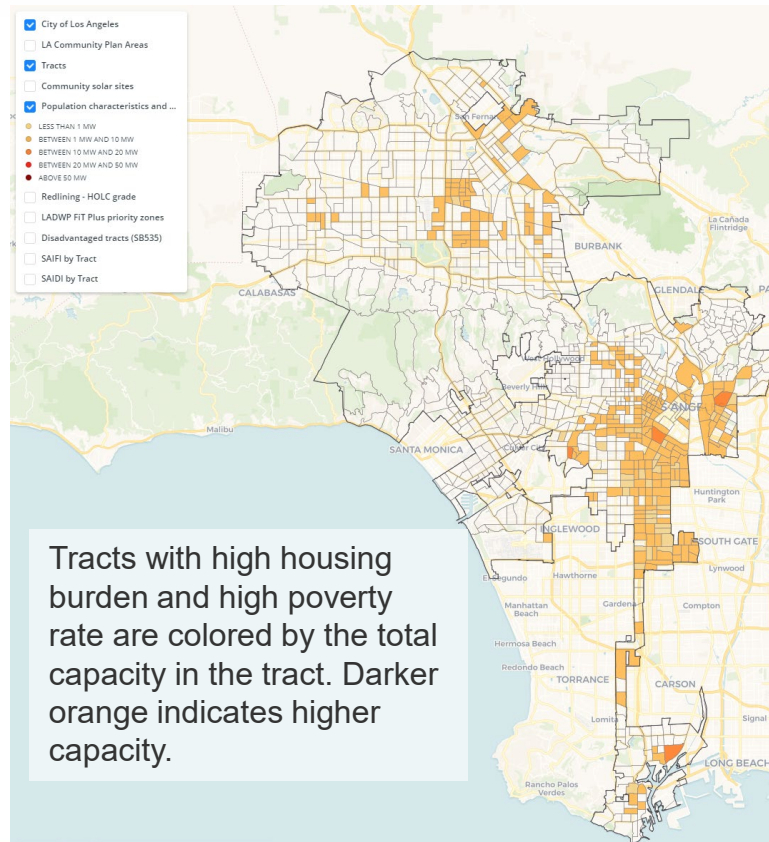 City of Los Angeles
LA Community Plan Areas
Tracts
Community solar sites
Population characteristics and ...
LESS THAN 1 MW
BETWEEN 1 MW AND 10 MW
BETWEEN 10 MW AND 20 MW
BETWEEN 20 MW AND 50 MW
ABOVE 50 MW
Redlining - HOLC grade
LADWP FiT Plus priority zones
Disadvantaged tracts (SB535)
SAIFI by Tract
SAIDI by Tract
San Fernan
La Cañada
Flintridge
BURBANK
CALABASAS
GLENDALE
PA
West Hollywood
Beverly Hills
S ANGE
Malibu
SANTA MONICA
Culver City
Huntington
Park
INGLEWOOD
SOUTH GATE
El Segundo
Hawthorne
Lynwood
Manhattan
Beach
Gardena
Compton
Hermosa Beach
Redondo Beach
TORRANCE
CARSON
Lomita
Signal
LONG BEACH
Rancho Palos
Verdes
Tracts with high housing
burden and high poverty
rate are colored by the total
capacity in the tract. Darker
orange indicates higher
capacity.